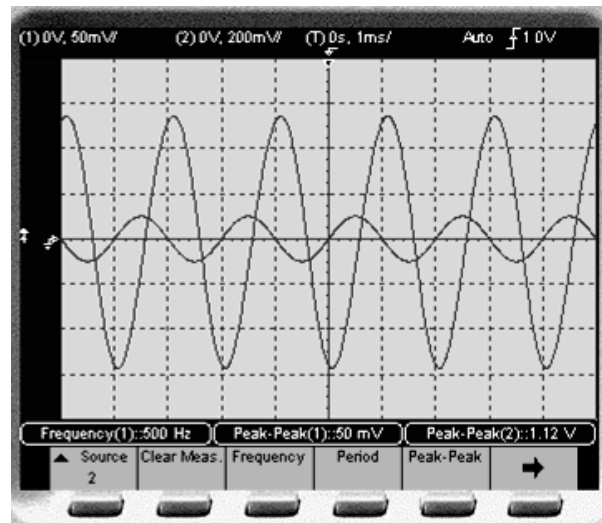 (1) 0V, 50mV/ (2) 0V, 200mV/ (T) 0s, 1ms/ Auto 1 0V
Frequency(1)::500 Hz Peak-Peak(1)::50 mV Peak-Peak(2)::1.12 V
Source Clear Meas. Frequency Period Peak-Peak
2